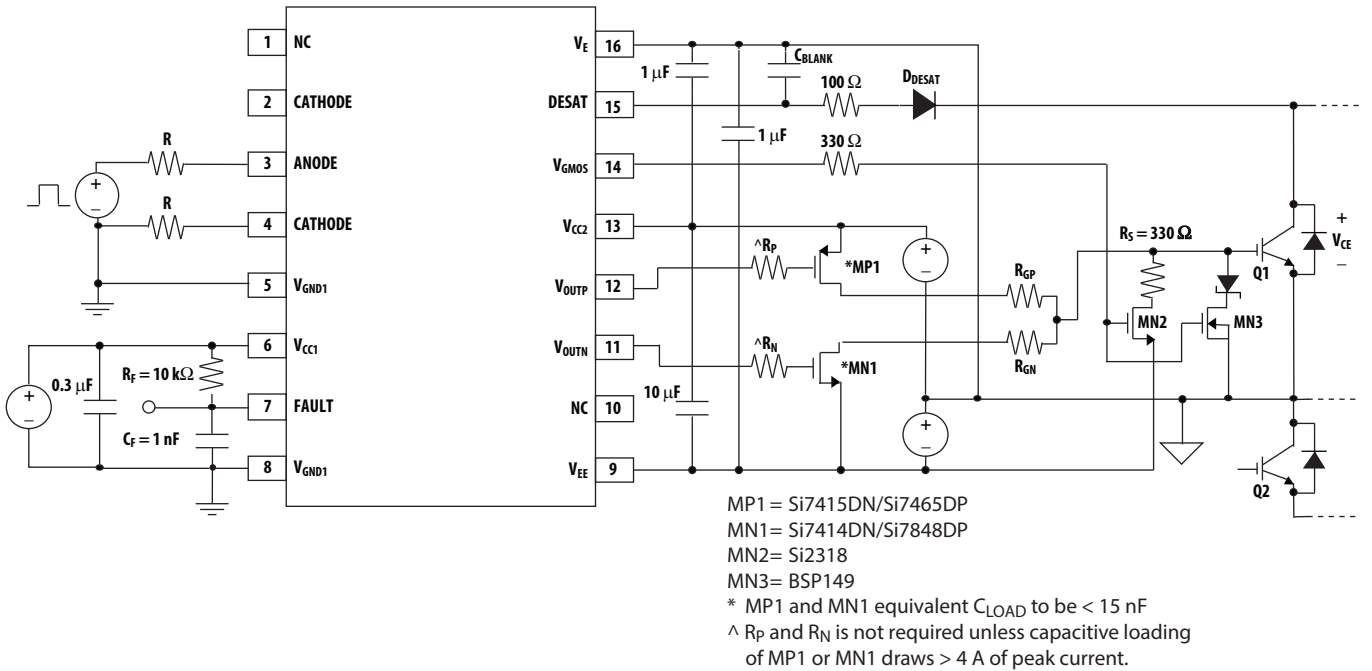 1 NC
2 CATHODE
3 ANODE
4 CATHODE
5 VGND1
6 VCC1
7 FAULT
8 VGND1
VE 16
DESAT 15
VGMOS 14
VCC2 13
VOUTP 12
VOUTN 11
NC 10
VEE 9
R
+
–
R
+
–
0.3 μF
RF = 10 kΩ
CF = 1 nF
1 μF
1 μF
10 μF
CBLANK
100 Ω
DDESAT
330 Ω
^RP
*MP1
^RN
*MN1
+
–
+
–
RGP
RGN
RS = 330 Ω
MN2
MN3
Q1
+
VCE
–
Q2
MP1 = Si7415DN/Si7465DP
MN1= Si7414DN/Si7848DP
MN2= Si2318
MN3= BSP149
* MP1 and MN1 equivalent CLOAD to be < 15 nF
^ RP and RN is not required unless capacitive loading
of MP1 or MN1 draws > 4 A of peak current.